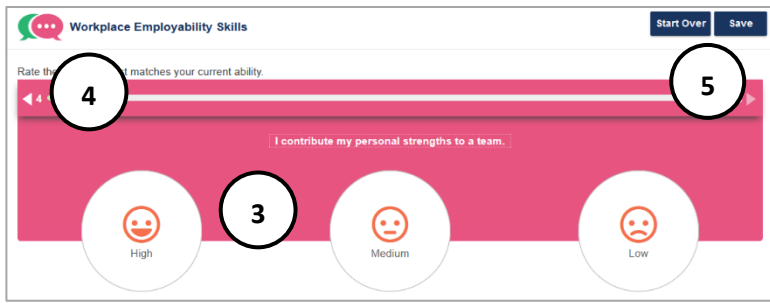 Workplace Employability Skills
Start Over Save
Rate the t matches your current ability.
4 5
4
I contribute my personal strengths to a team.
3
High Medium Low